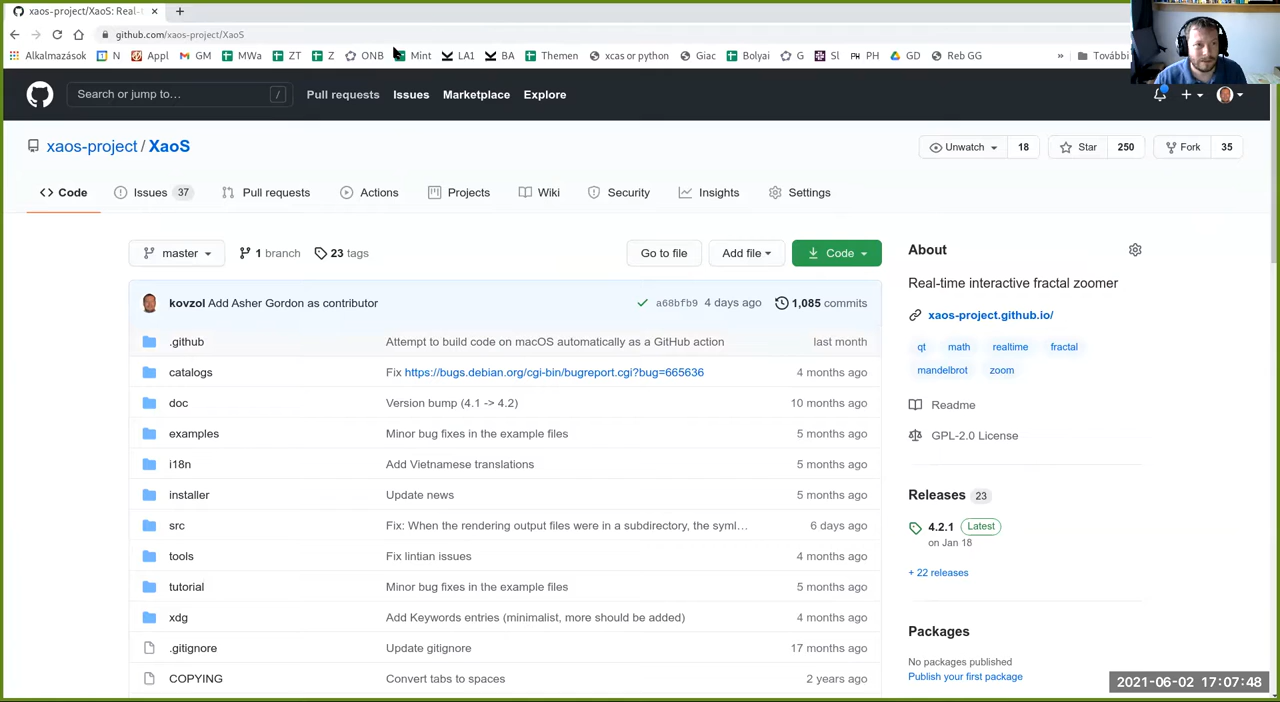 xaos-project/XaoS: Real-t
github.com/xaos-project/XaoS
Alkalmazások N Appl GM MWa ZT Z ONB Mint LA1 BA Themen xcas or python Giac Bolyai G Sl PH PH GD Reb GG » További
Search or jump to… / Pull requests Issues Marketplace Explore
xaos-project / XaoS
Unwatch 18 Star 250 Fork 35
Code Issues 37 Pull requests Actions Projects Wiki Security Insights Settings
master 1 branch 23 tags Go to file Add file Code
kovzol Add Asher Gordon as contributor a68bfb9 4 days ago 1,085 commits
.github Attempt to build code on macOS automatically as a GitHub action last month
catalogs Fix https://bugs.debian.org/cgi-bin/bugreport.cgi?bug=665636 4 months ago
doc Version bump (4.1 -> 4.2) 10 months ago
examples Minor bug fixes in the example files 5 months ago
i18n Add Vietnamese translations 5 months ago
installer Update news 5 months ago
src Fix: When the rendering output files were in a subdirectory, the syml… 6 days ago
tools Fix lintian issues 4 months ago
tutorial Minor bug fixes in the example files 5 months ago
xdg Add Keywords entries (minimalist, more should be added) 4 months ago
.gitignore Update gitignore 17 months ago
COPYING Convert tabs to spaces 2 years ago
About
Real-time interactive fractal zoomer
xaos-project.github.io/
qt math realtime fractal
mandelbrot zoom
Readme
GPL-2.0 License
Releases 23
4.2.1 Latest
on Jan 18
+ 22 releases
Packages
No packages published
Publish your first package
2021-06-02 17:07:48